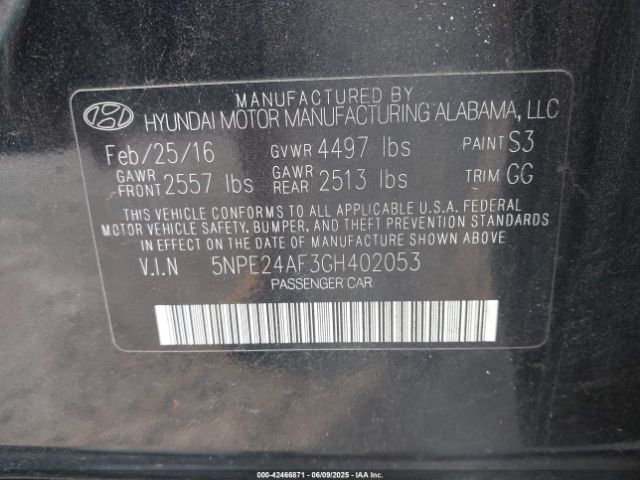 MANUFACTURED BY
HYUNDAI MOTOR MANUFACTURING ALABAMA, LLC
Feb/25/16 GVWR 4497 lbs PAINT S3
GAWR FRONT 2557 lbs GAWR REAR 2513 lbs TRIM GG
THIS VEHICLE CONFORMS TO ALL APPLICABLE U.S.A. FEDERAL
MOTOR VEHICLE SAFETY, BUMPER, AND THEFT PREVENTION STANDARDS
IN EFFECT ON THE DATE OF MANUFACTURE SHOWN ABOVE.
V.I.N 5NPE24AF3GH402053
PASSENGER CAR
000-42466871 - 06/09/2025 - IAAI.COM